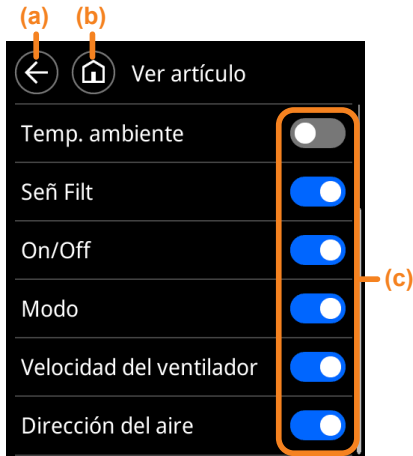 (a) (b)
Ver artículo
Temp. ambiente
Señ Filt
On/Off
Modo
(c)
Velocidad del ventilador
Dirección del aire